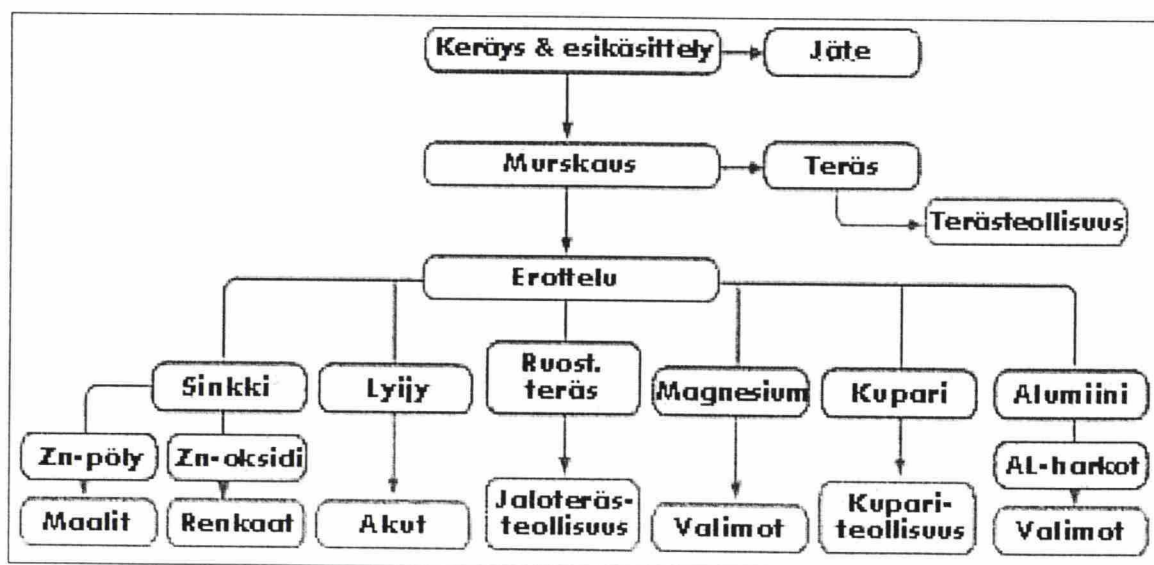 Keräys & esikäsittely
Jäte
Murskaus
Teräs
Terästeollisuus
Erottelu
Sinkki
Lyijy
Ruost.
teräs
Magnesium
Kupari
Alumiini
Zn-pöly
Zn-oksidi
AL-harkot
Maalit
Renkaat
Akut
Jaloteräs-
teollisuus
Valimot
Kupari-
teollisuus
Valimot